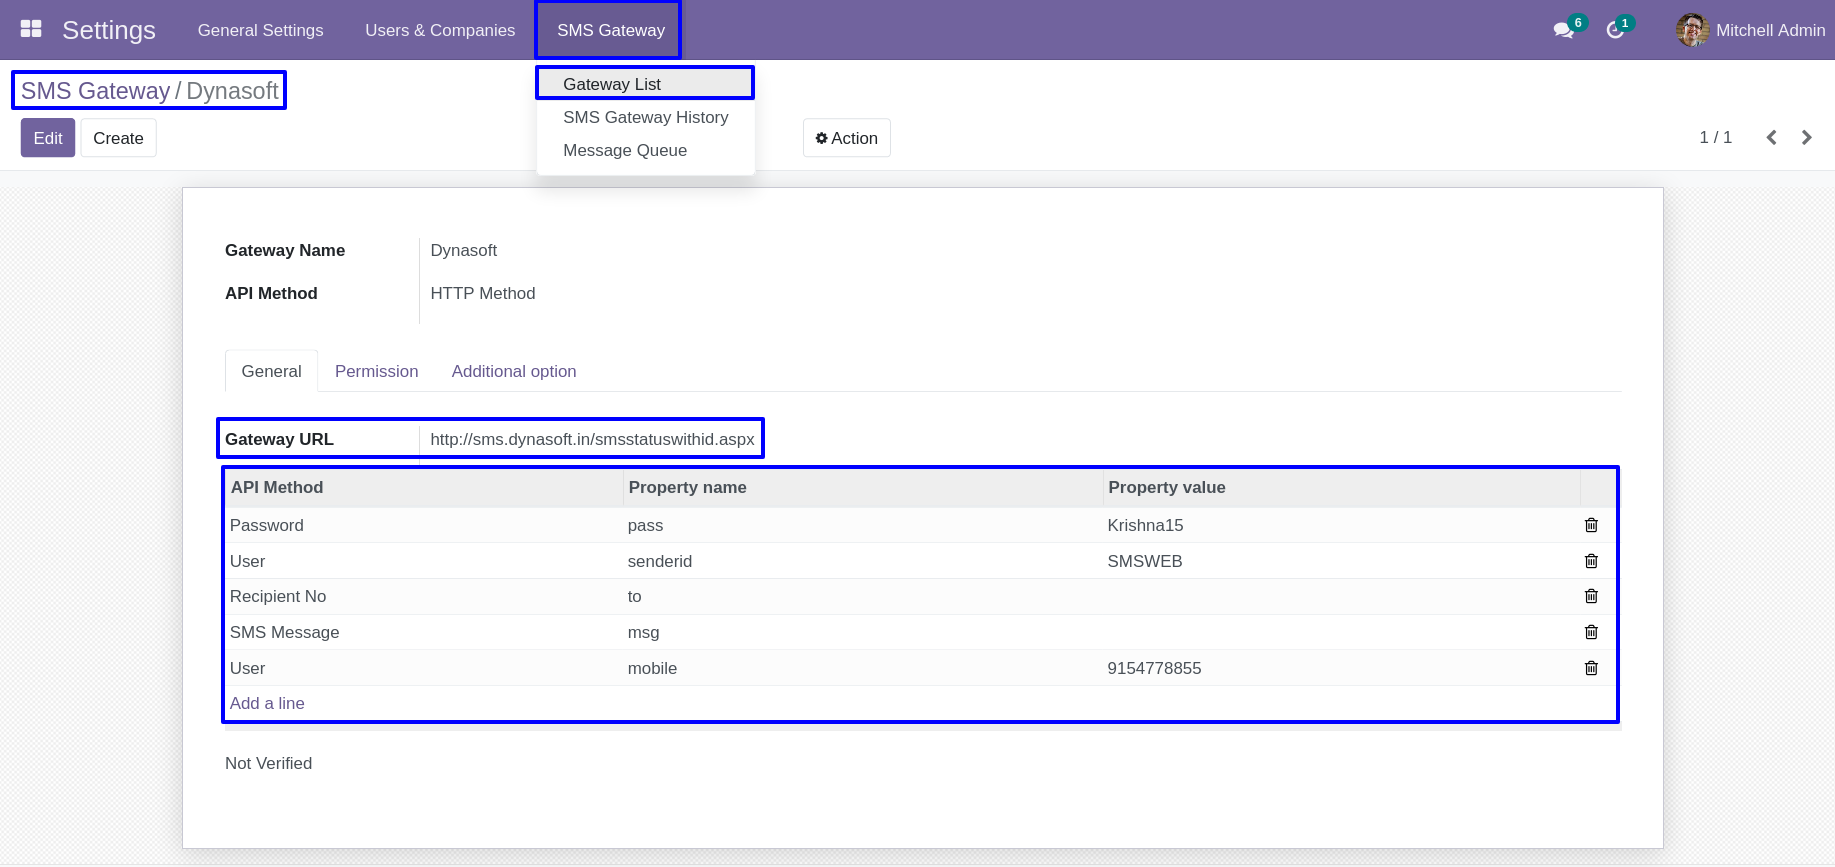 Settings General Settings Users & Companies SMS Gateway 6 1 Mitchell Admin
SMS Gateway / Dynasoft
Gateway List
SMS Gateway History
Message Queue
Edit Create Action 1 / 1
Gateway Name Dynasoft
API Method HTTP Method
General Permission Additional option
Gateway URL http://sms.dynasoft.in/smsstatuswithid.aspx
API Method Property name Property value
Password pass Krishna15
User senderid SMSWEB
Recipient No to
SMS Message msg
User mobile 9154778855
Add a line
Not Verified